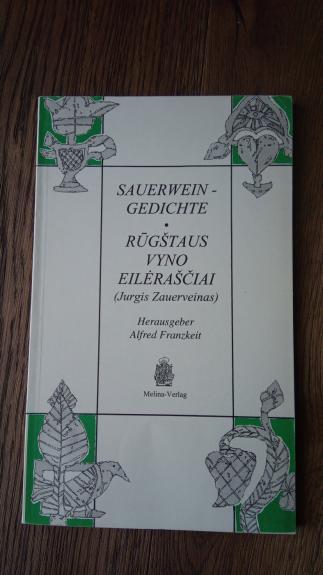 SAUERWEIN -
GEDICHTE
•
RŪGŠTAUS
VYNO
EILĖRAŠČIAI
(Jurgis Zauerveinas)
Herausgeber
Alfred Franzkeit
Melina-Verlag